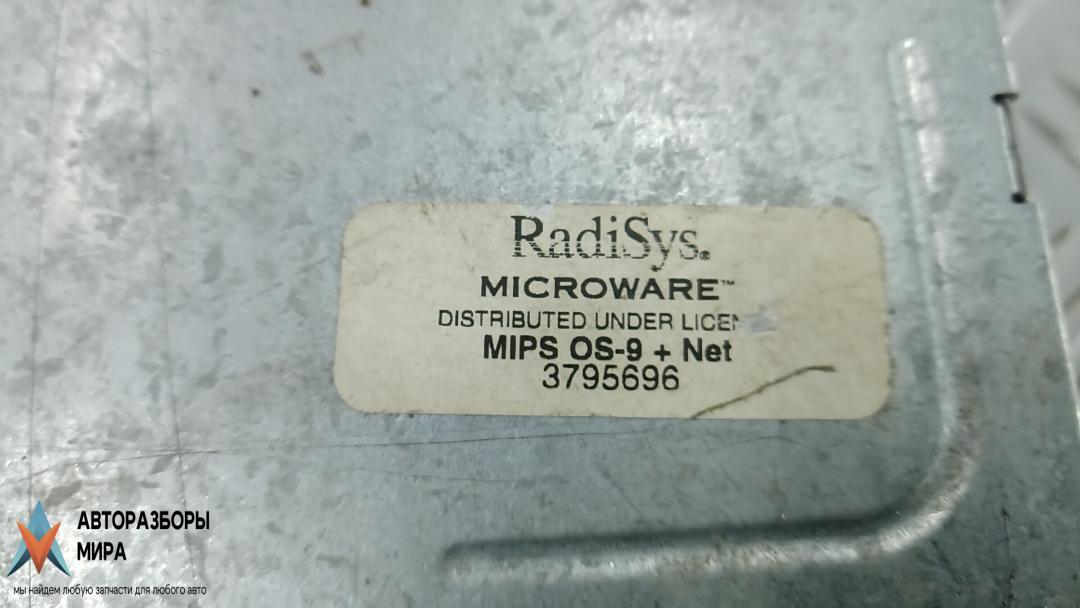 RadiSys®
MICROWARE™
DISTRIBUTED UNDER
MIPS OS-9 + Net
3795696
АВТОРАЗБОРЫ
МИРА
мы найдем любую запчасти для любого авто